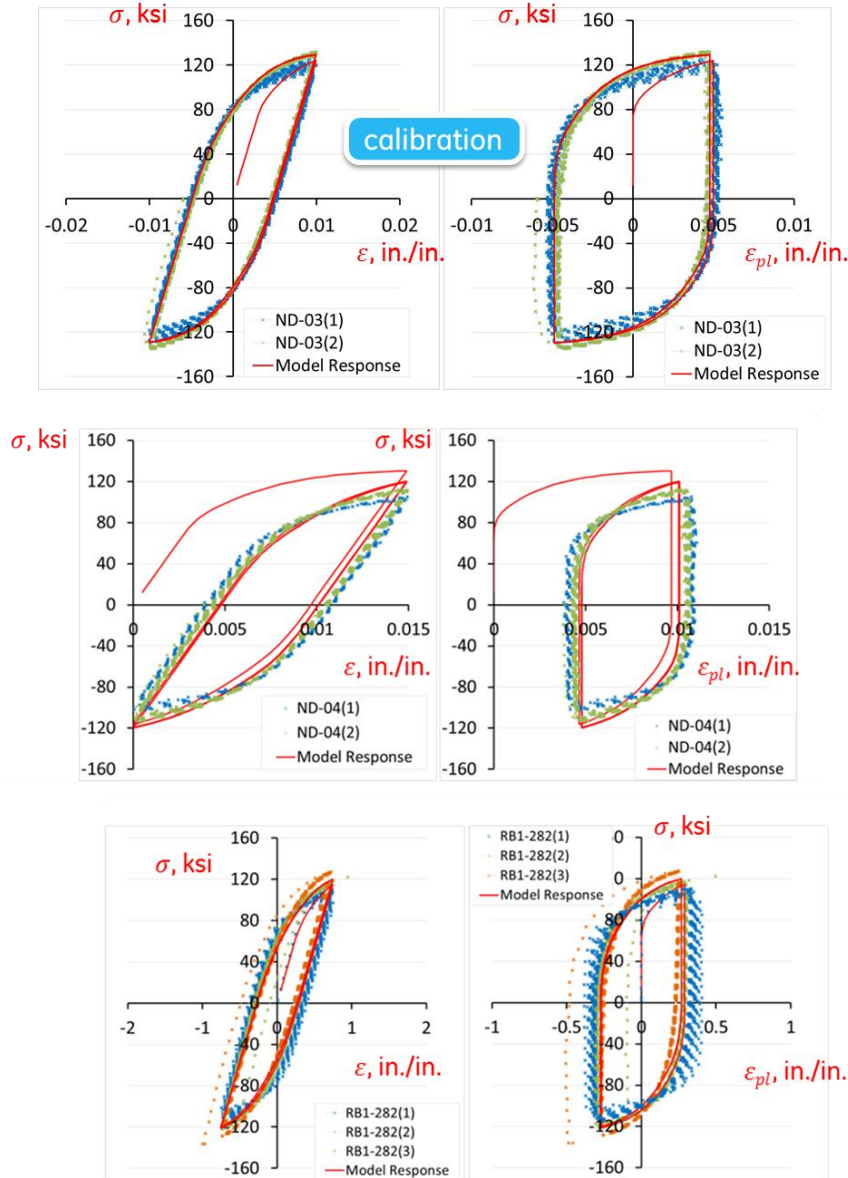 σ, ksi
σ, ksi
160
160
120
120
80
80
calibration
40
40
0
0
-0.02
-0.01
0
0.01
0.02
-0.01
-0.005
0
0.005
0.01
-40
ε, in./in.
-40
ε_pl, in./in.
-80
-80
ND-03(1)
ND-03(1)
-120
ND-03(2)
-120
ND-03(2)
Model Response
Model Response
-160
-160
σ, ksi
160
σ, ksi
160
120
120
80
80
40
40
0
0
0
0.005
0.01
0.015
0
0.005
0.01
0.015
-40
ε, in./in.
-40
ε_pl, in./in.
-80
-80
ND-04(1)
ND-04(1)
-120
ND-04(2)
-120
ND-04(2)
Model Response
Model Response
-160
-160
σ, ksi
160
RB1-282(1)
0
σ, ksi
RB1-282(2)
120
RB1-282(3)
0
Model Response
80
80
40
40
0
0
-2
-1
0
1
2
-1
-0.5
0
0.5
1
-40
ε, in./in.
-40
-80
-80
ε_pl, in./in.
RB1-282(1)
-120
RB1-282(2)
-120
RB1-282(3)
-160
Model Response
-160